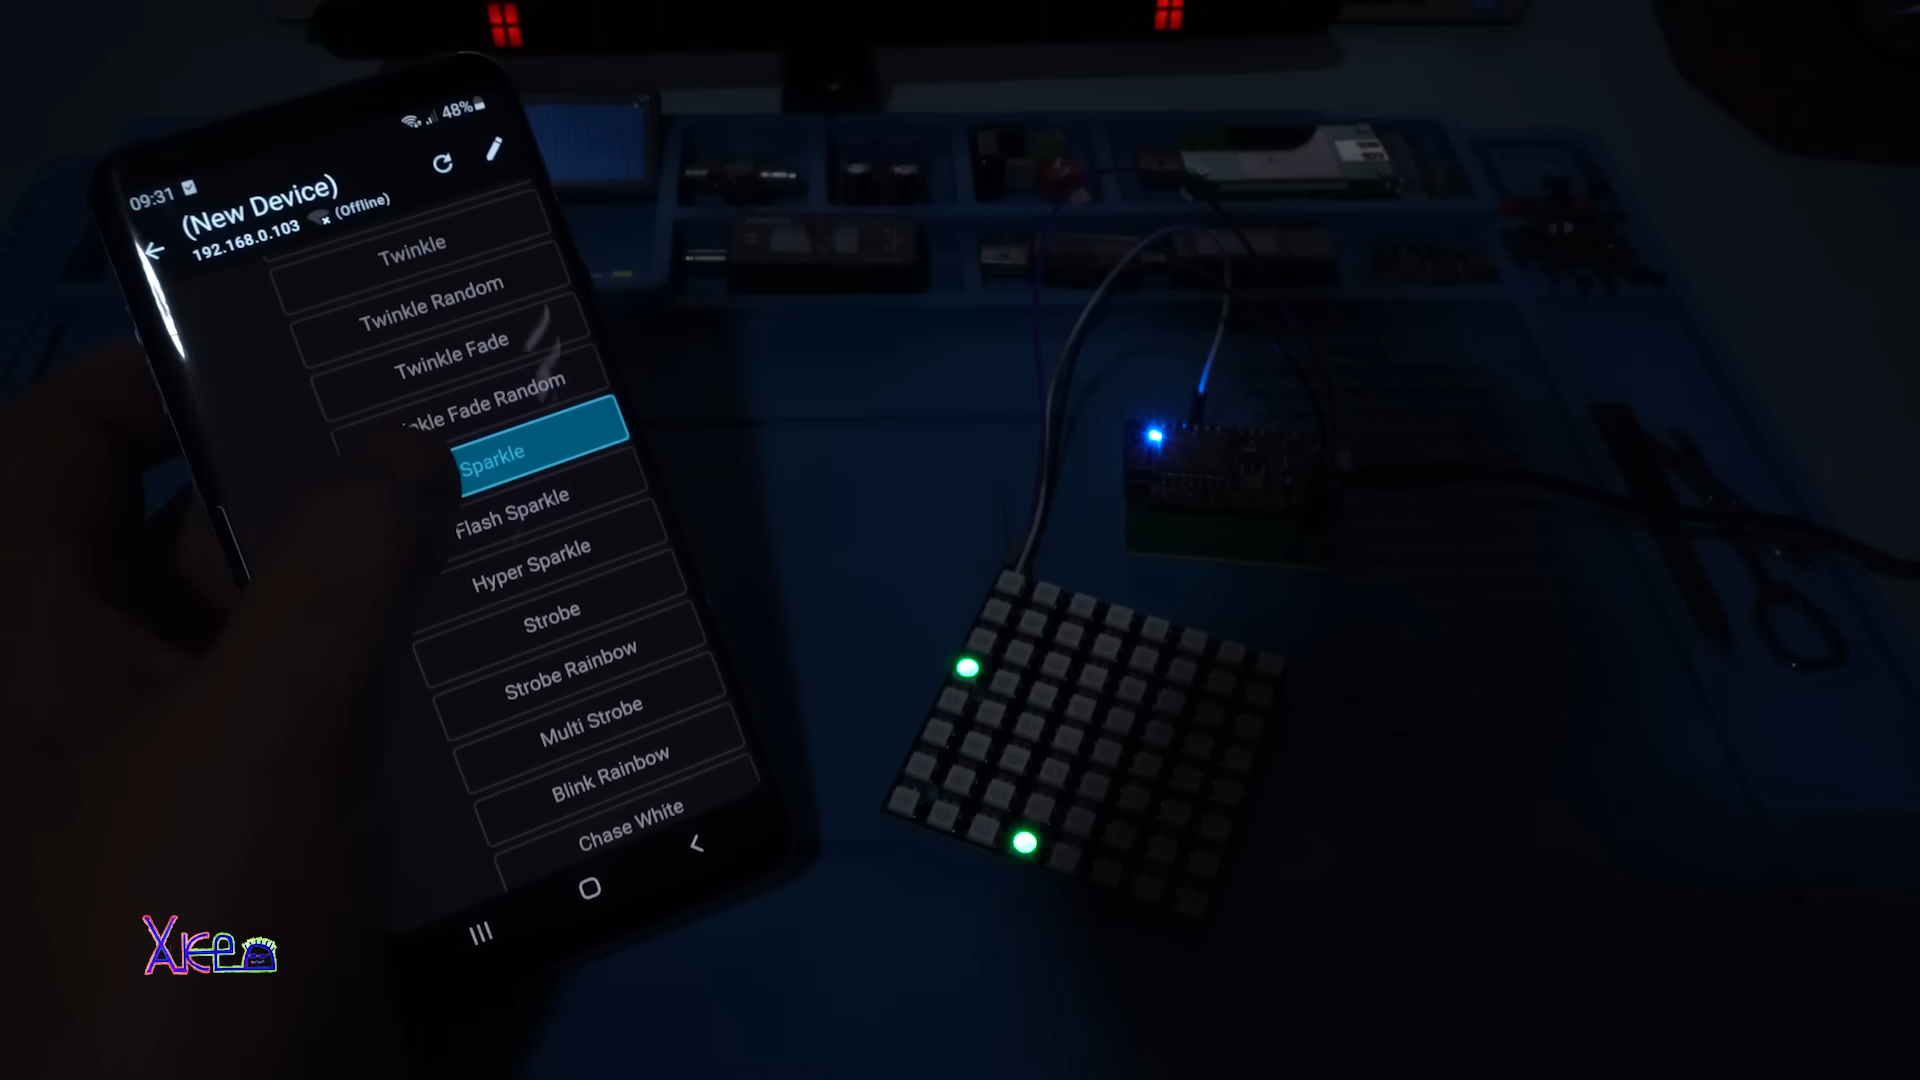 09:31
48%
(New Device)
192.168.0.103 (Offline)
Twinkle
Twinkle Random
Twinkle Fade
nkle Fade Random
Sparkle
Flash Sparkle
Hyper Sparkle
Strobe
Strobe Rainbow
Multi Strobe
Blink Rainbow
Chase White